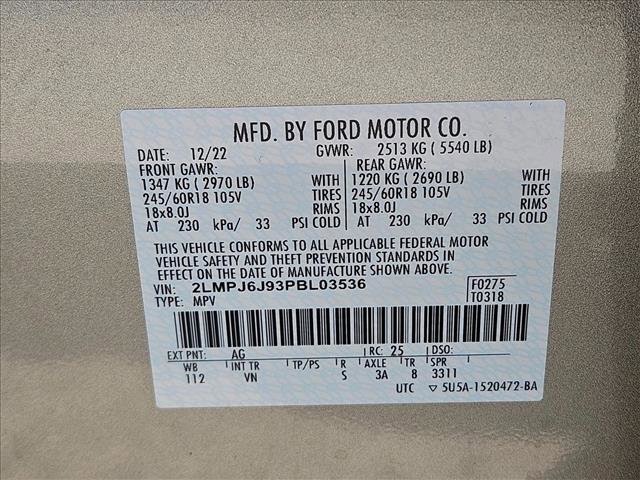 MFD. BY FORD MOTOR CO.
DATE: 12/22 GVWR: 2513 KG ( 5540 LB)
FRONT GAWR: REAR GAWR:
1347 KG ( 2970 LB) WITH 1220 KG ( 2690 LB) WITH
245/60R18 105V TIRES 245/60R18 105V TIRES
18x8.0J RIMS 18x8.0J RIMS
AT 230 kPa/ 33 PSI COLD AT 230 kPa/ 33 PSI COLD
THIS VEHICLE CONFORMS TO ALL APPLICABLE FEDERAL MOTOR
VEHICLE SAFETY AND THEFT PREVENTION STANDARDS IN
EFFECT ON THE DATE OF MANUFACTURE SHOWN ABOVE.
VIN: 2LMPJ6J93PBL03536 F0275
TYPE: MPV T0318
EXT PNT: AG RC: 25 DSO:
WB INT TR TP/PS R AXLE TR SPR
112 VN S 3A 8 3311
UTC ▽ 5U5A-1520472-BA